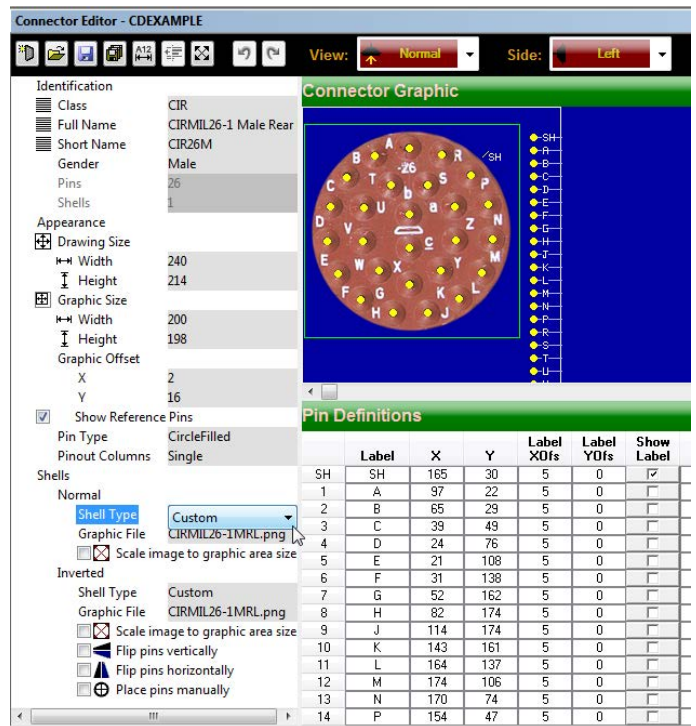 Connector Editor - CDEXAMPLE
A12
View: Normal Side: Left
Identification
Class CIR
Full Name CIRMIL26-1 Male Rear
Short Name CIR26M
Gender Male
Pins 26
Shells 1
Appearance
Drawing Size
Width 240
Height 214
Graphic Size
Width 200
Height 198
Graphic Offset
X 2
Y 16
Show Reference Pins
Pin Type CircleFilled
Pinout Columns Single
Shells
Normal
Shell Type Custom
Graphic File CIRMIL26-1MRL.png
Scale image to graphic area size
Inverted
Shell Type Custom
Graphic File CIRMIL26-1MRL.png
Scale image to graphic area size
Flip pins vertically
Flip pins horizontally
Place pins manually
Connector Graphic
A
B R SH
-26
C T b S P
D U a N
V Z
E c M
W X Y
F G K L
H J
SH
A
B
C
D
E
F
G
H
J
K
L
M
N
P
R
S
T
U
Pin Definitions
Label X Y Label XOfs Label YOfs Show Label
SH SH 165 30 5 0
1 A 97 22 5 0
2 B 65 29 5 0
3 C 39 49 5 0
4 D 24 76 5 0
5 E 21 108 5 0
6 F 31 138 5 0
7 G 52 162 5 0
8 H 82 174 5 0
9 J 114 174 5 0
10 K 143 161 5 0
11 L 164 137 5 0
12 M 174 106 5 0
13 N 170 74 5 0
14 P 154 47 5 0